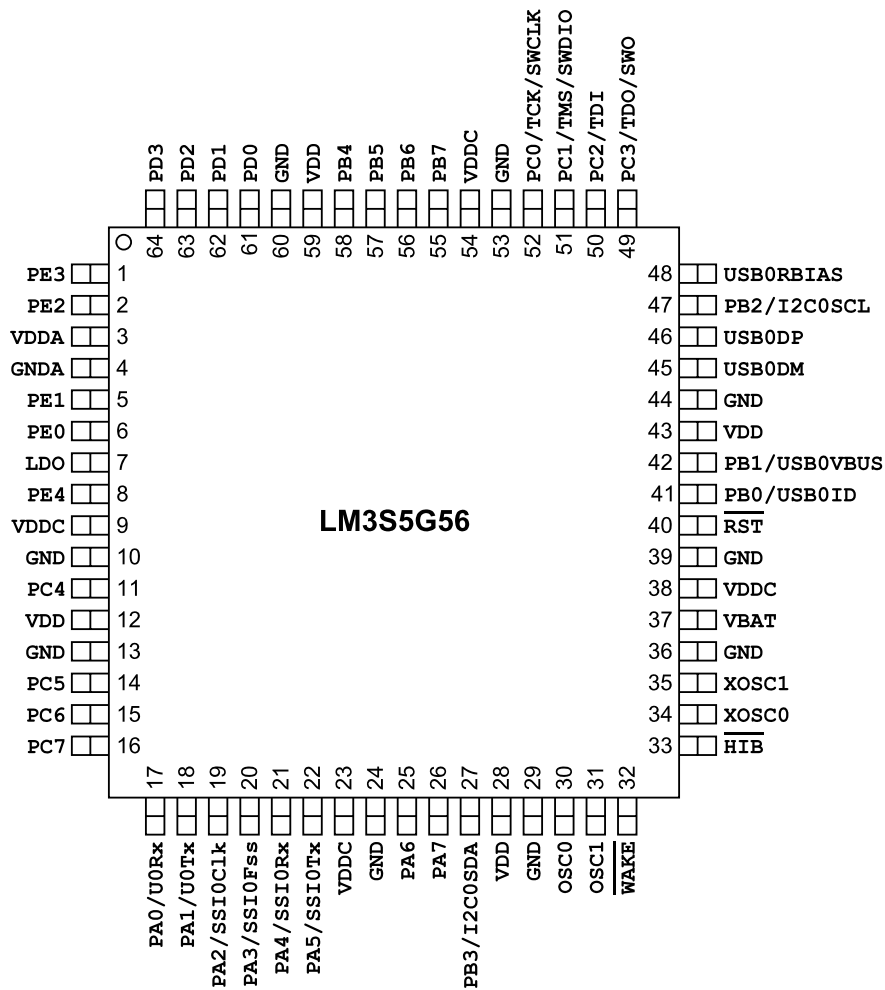 PD3
PD2
PD1
PD0
GND
VDD
PB4
PB5
PB6
PB7
VDDC
GND
PC0/TCK/SWCLK
PC1/TMS/SWDIO
PC2/TDI
PC3/TDO/SWO
64
63
62
61
60
59
58
57
56
55
54
53
52
51
50
49
PE3 1
PE2 2
VDDA 3
GNDA 4
PE1 5
PE0 6
LDO 7
PE4 8
VDDC 9
GND 10
PC4 11
VDD 12
GND 13
PC5 14
PC6 15
PC7 16
LM3S5G56
48 USB0RBIAS
47 PB2/I2C0SCL
46 USB0DP
45 USB0DM
44 GND
43 VDD
42 PB1/USB0VBUS
41 PB0/USB0ID
40 RST
39 GND
38 VDDC
37 VBAT
36 GND
35 XOSC1
34 XOSC0
33 HIB
17
18
19
20
21
22
23
24
25
26
27
28
29
30
31
32
PA0/U0Rx
PA1/U0Tx
PA2/SSI0Clk
PA3/SSI0Fss
PA4/SSI0Rx
PA5/SSI0Tx
VDDC
GND
PA6
PA7
PB3/I2C0SDA
VDD
GND
OSC0
OSC1
WAKE